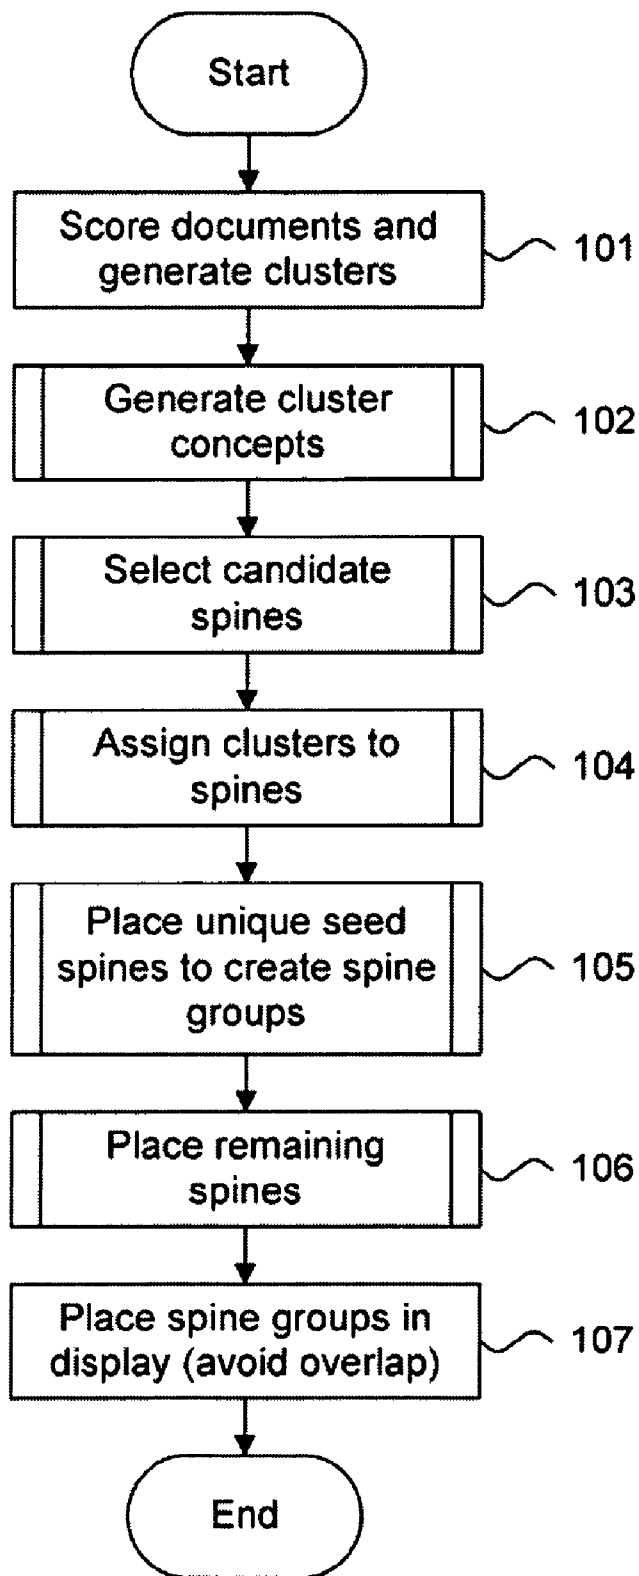 Start
Score documents and
generate clusters
101
Generate cluster
concepts
102
Select candidate
spines
103
Assign clusters to
spines
104
Place unique seed
spines to create spine
groups
105
Place remaining
spines
106
Place spine groups in
display (avoid overlap)
107
End